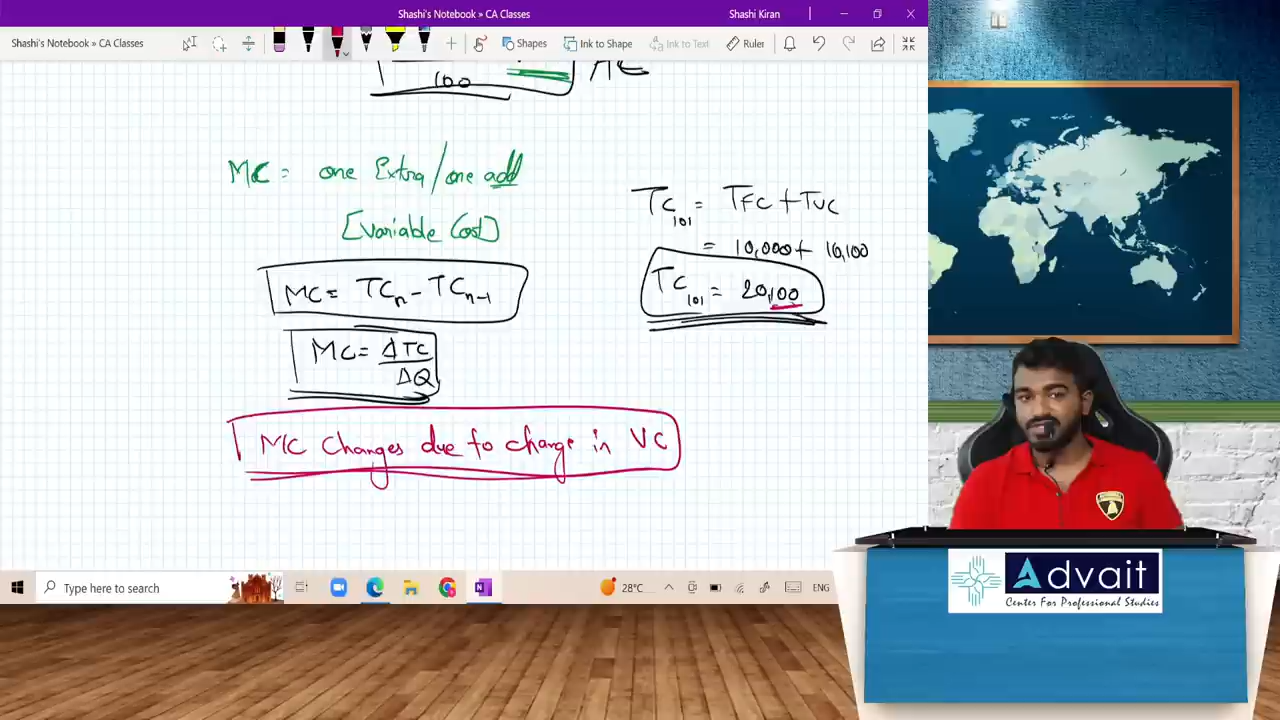 Shashi's Notebook » CA Classes
Shashi Kiran
Shashi's Notebook » CA Classes
Shapes
Ink to Shape
Ink to Text
Ruler
100
AC
MC = one Extra/one add
[Variable Cost]
MC = TCn - TCn-1
MC = ΔTC
ΔQ
MC Changes due to change in VC
TC101 = TFC + TVC
= 10,000 + 10,100
TC101 = 20,100
Type here to search
28°C
ENG
Advait
Center For Professional Studies